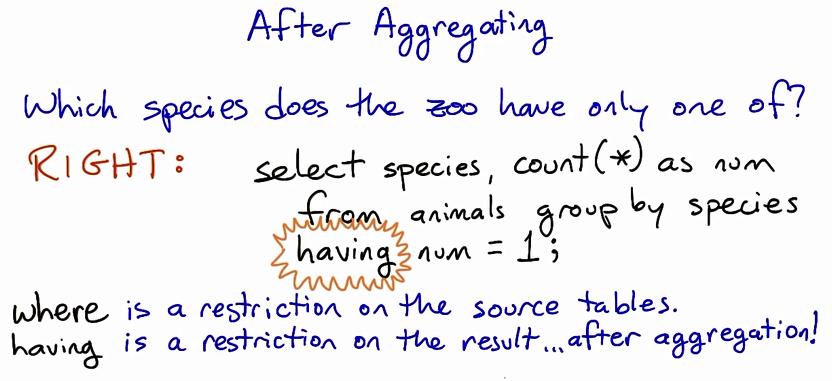 After Aggregating
Which species does the zoo have only one of?
RIGHT: select species, count(*) as num
from animals group by species
having num = 1;
where is a restriction on the source tables.
having is a restriction on the result...after aggregation!